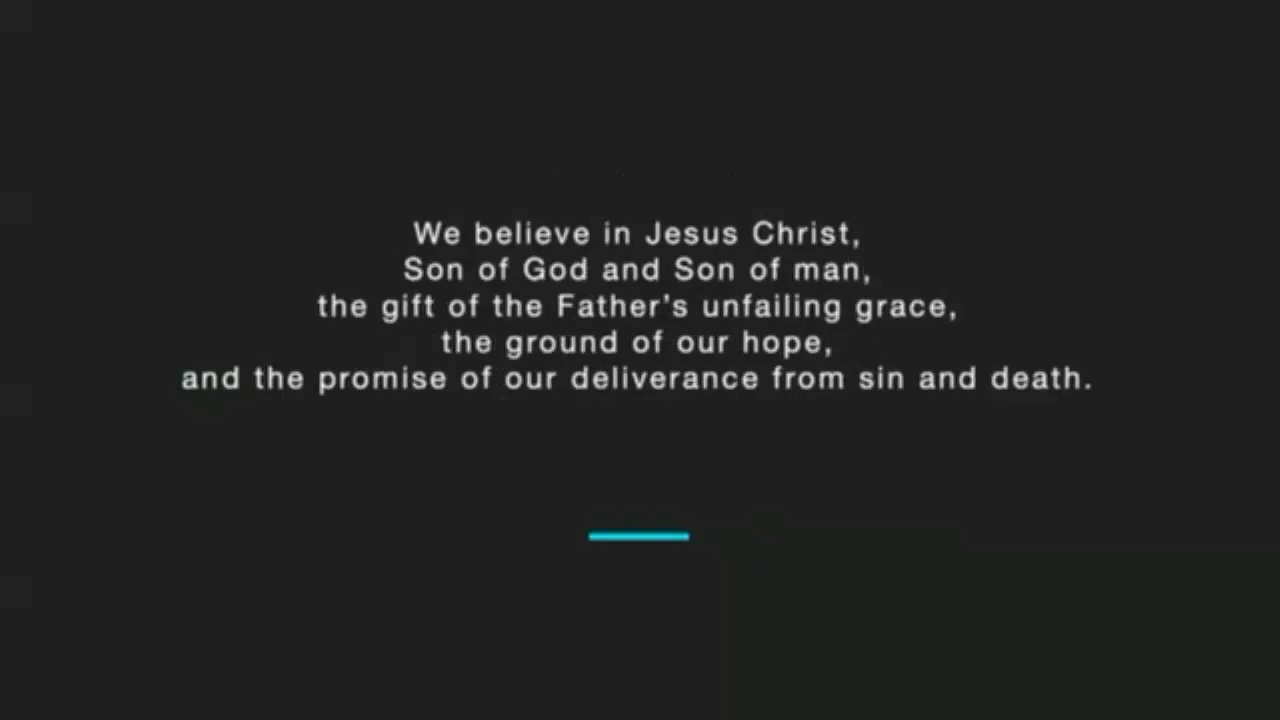 We believe in Jesus Christ,
Son of God and Son of man,
the gift of the Father's unfailing grace,
the ground of our hope,
and the promise of our deliverance from sin and death.